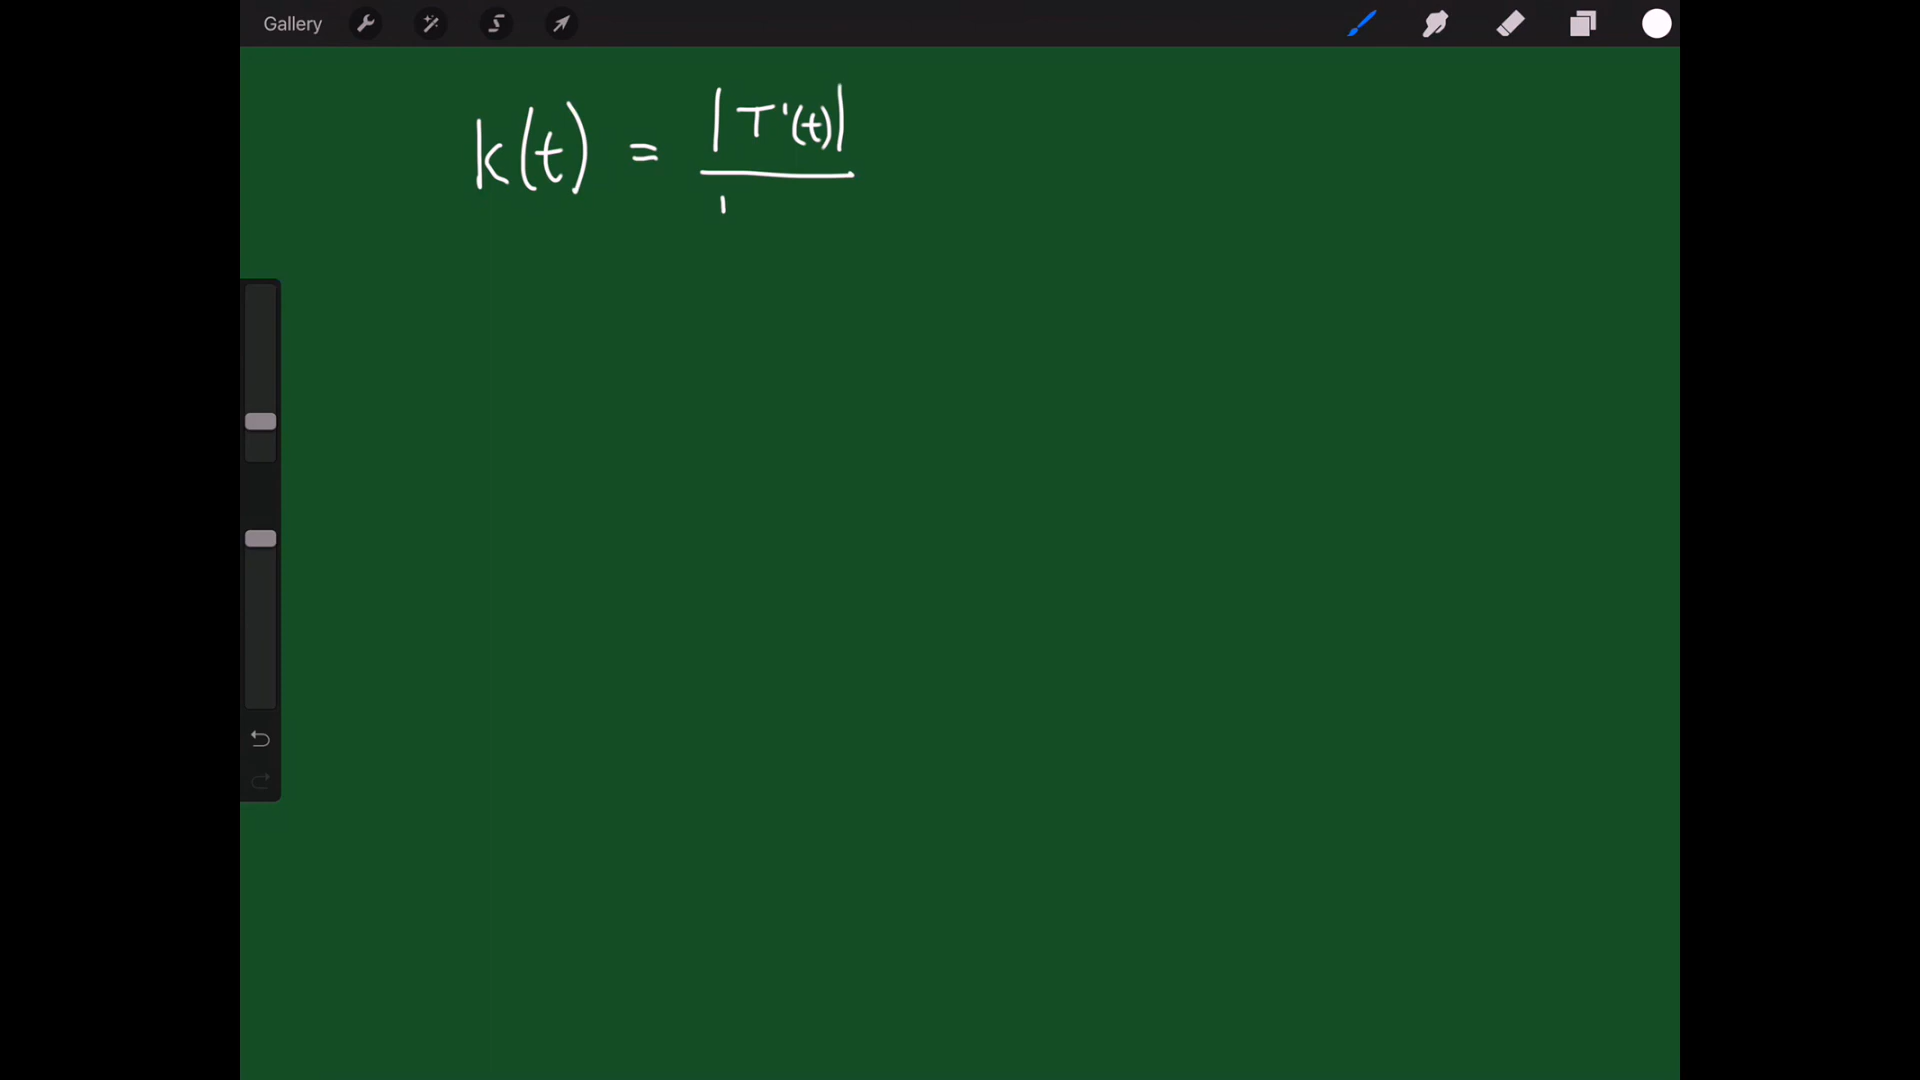 Gallery
k(t) = |T'(t)|